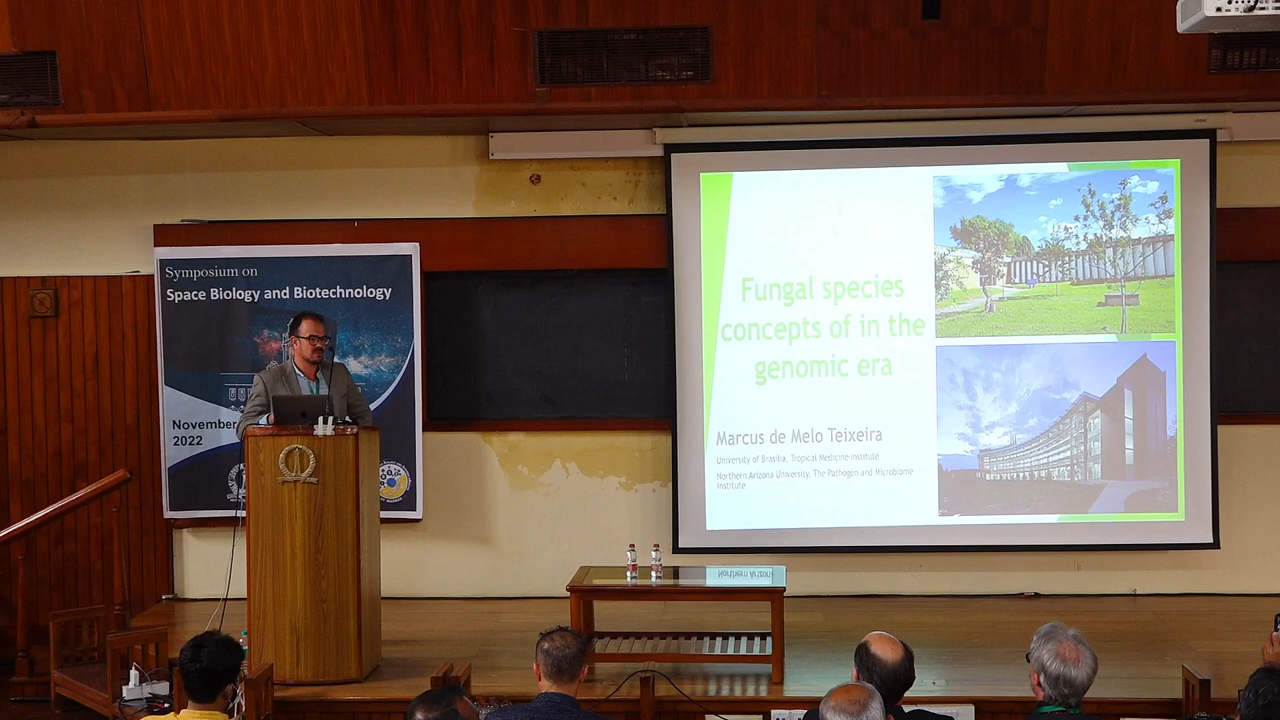 Symposium on
Space Biology and Biotechnology
November
2022
Fungal species
concepts of in the
genomic era
Marcus de Melo Teixeira
University of Brasilia, Tropical Medicine Institute
Northern Arizona University, The Pathogen and Microbiome
Institute